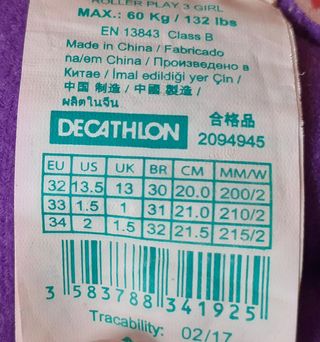 ROLLER PLAY 3 GIRL
MAX.: 60 Kg / 132 lbs
EN 13843 Class B
Made in China / Fabricado
na/em China / Произведено в
Китае / İmal edildiği yer Çin /
中国 制造 / 中國 製造 /
ผลิตในจีน
合格品
DECATHLON 2094945
EU US UK BR CM MM/W
32 13.5 13 30 20.0 200/2
33 1.5 1 31 21.0 210/2
34 2 1.5 32 21.5 215/2
3 583788 341925
Tracability: 02/17